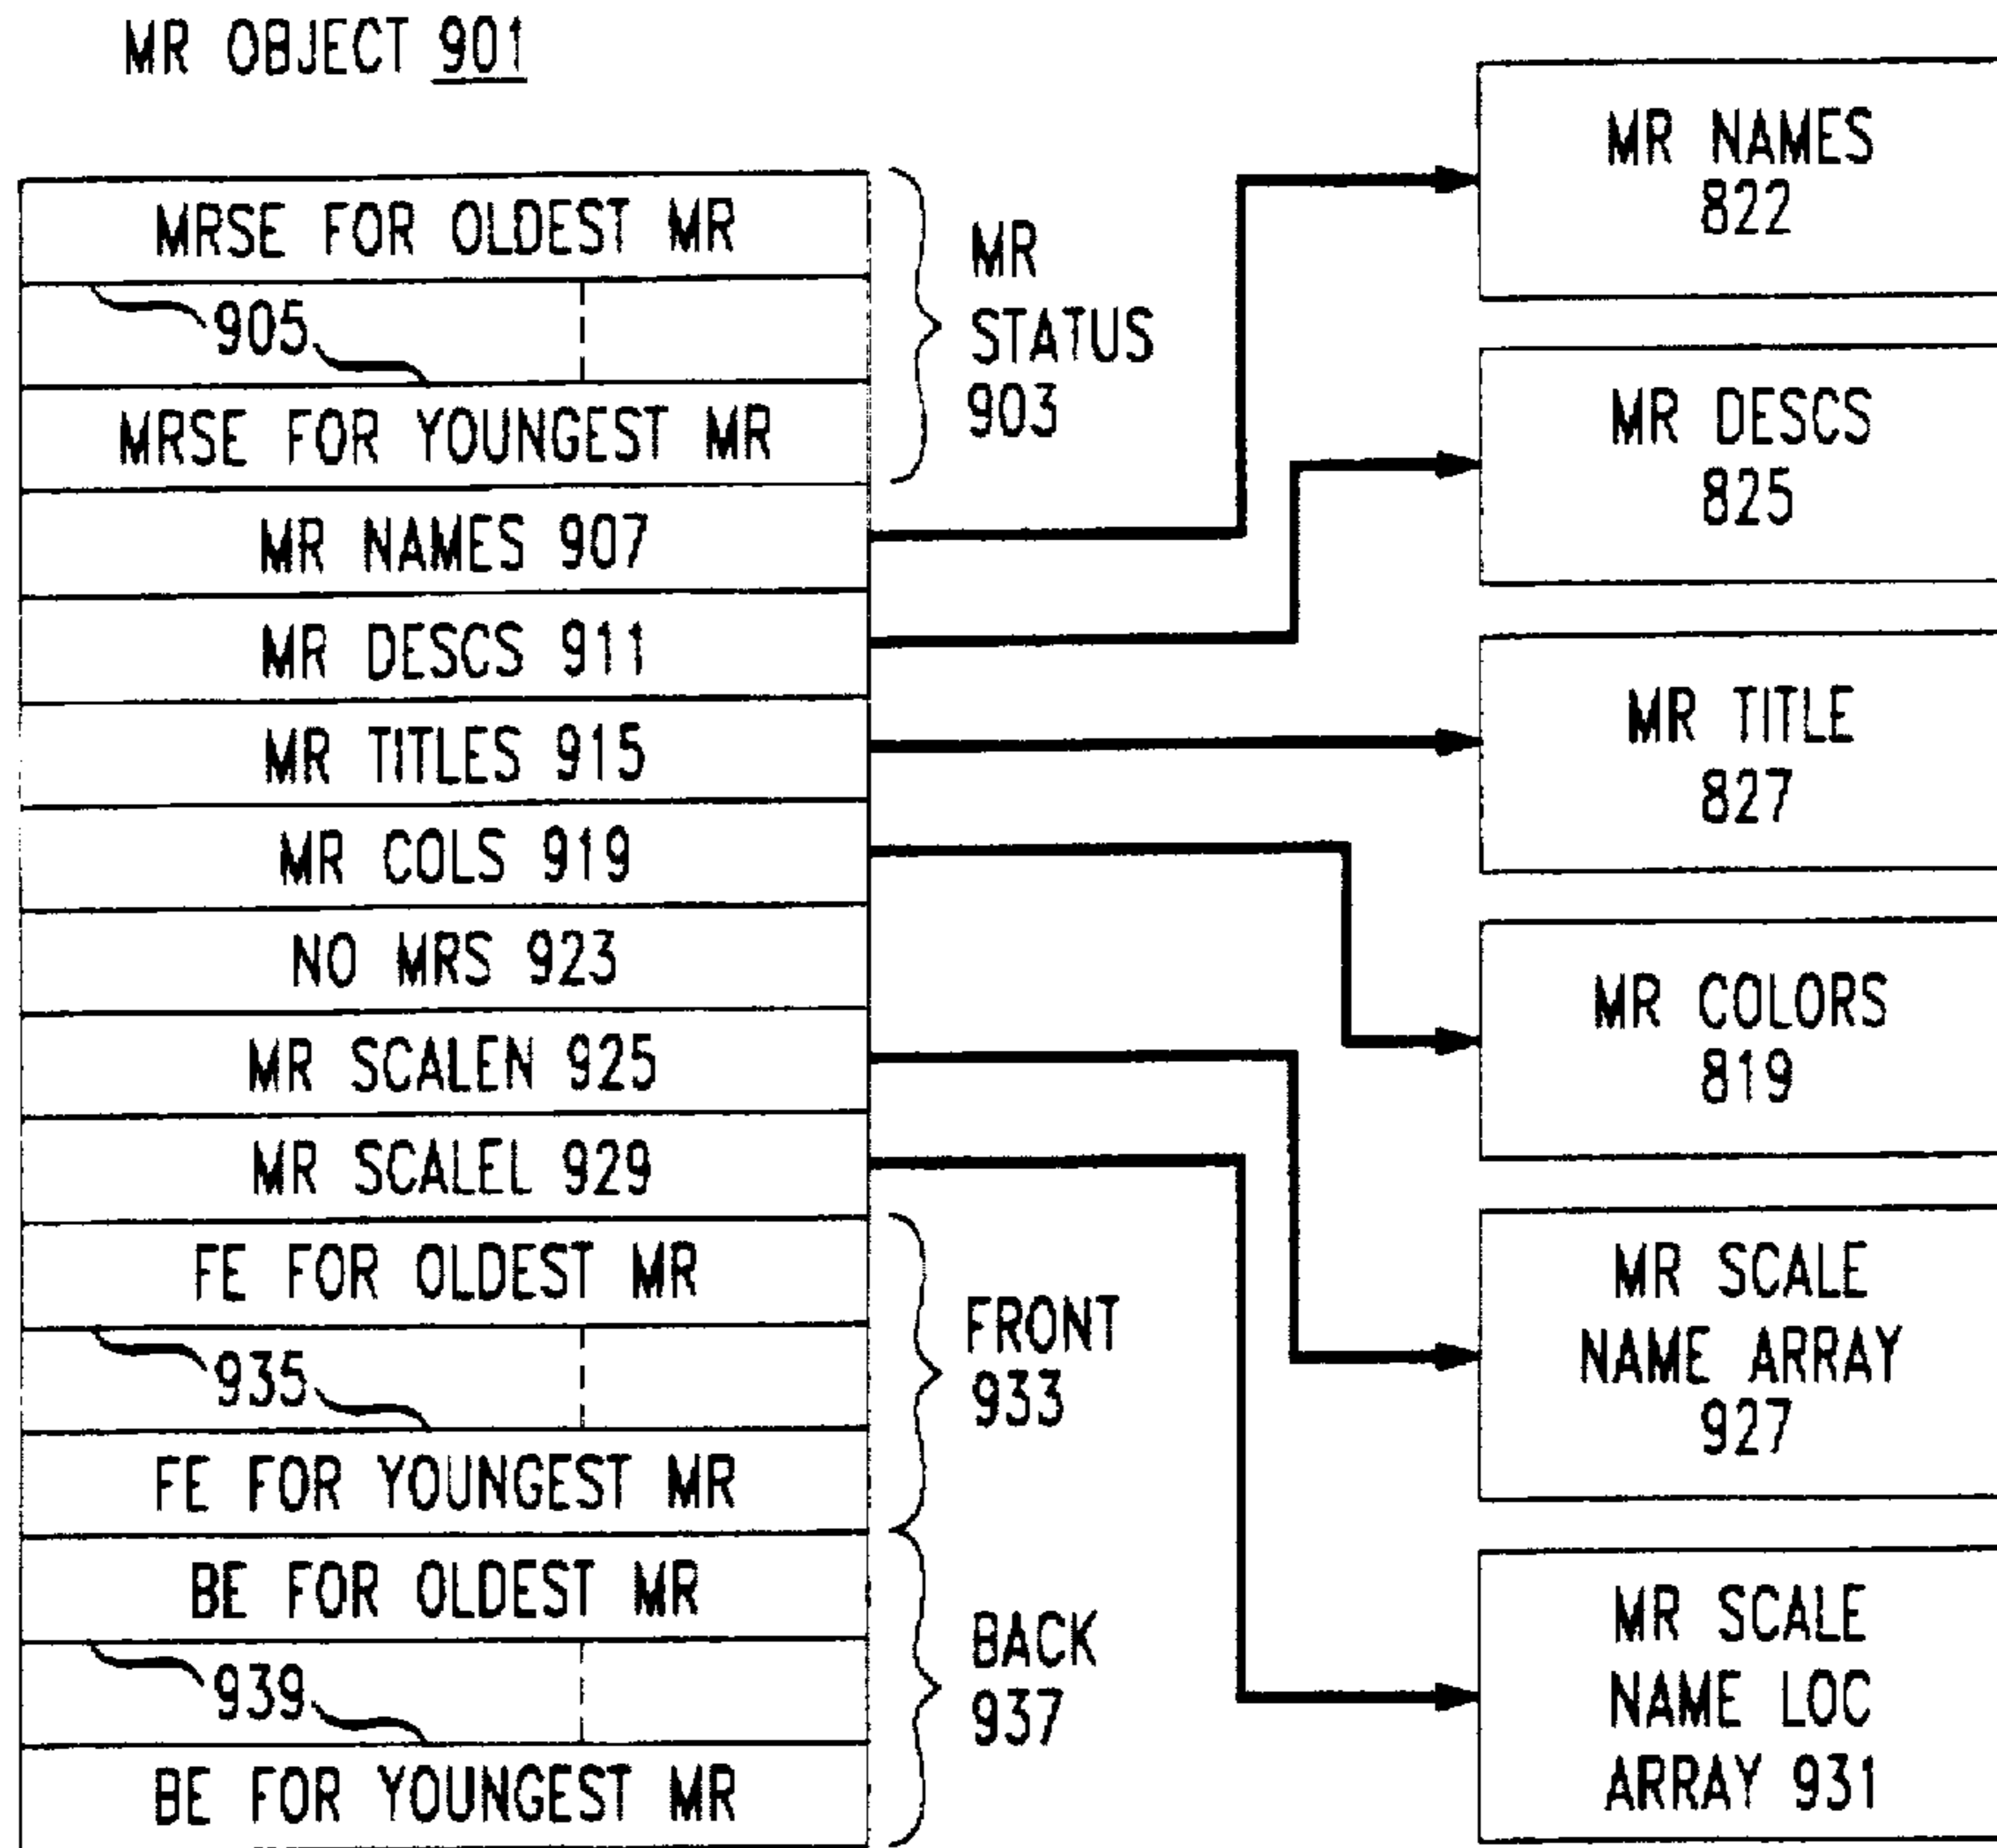 MR OBJECT 901
MRSE FOR OLDEST MR
905
MRSE FOR YOUNGEST MR
MR NAMES 907
MR DESCS 911
MR TITLES 915
MR COLS 919
NO MRS 923
MR SCALEN 925
MR SCALEL 929
FE FOR OLDEST MR
935
FE FOR YOUNGEST MR
BE FOR OLDEST MR
939
BE FOR YOUNGEST MR
MR
STATUS
903
FRONT
933
BACK
937
MR NAMES
822
MR DESCS
825
MR TITLE
827
MR COLORS
819
MR SCALE
NAME ARRAY
927
MR SCALE
NAME LOC
ARRAY 931